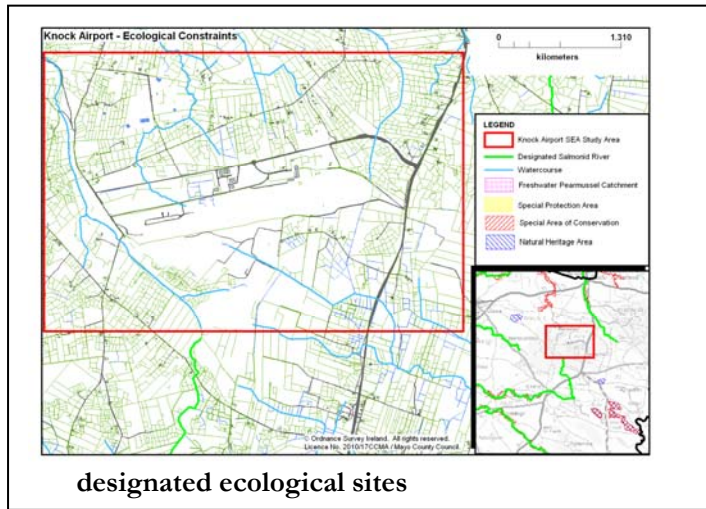 Knock Airport - Ecological Constraints
0 1,310
kilometers
LEGEND
Knock Airport SEA Study Area
Designated Salmonid River
Watercourse
Freshwater Pearmussel Catchment
Special Protection Area
Special Area of Conservation
Natural Heritage Area
© Ordnance Survey Ireland. All rights reserved.
Licence No. 2010/17CCMA / Mayo County Council.
designated ecological sites